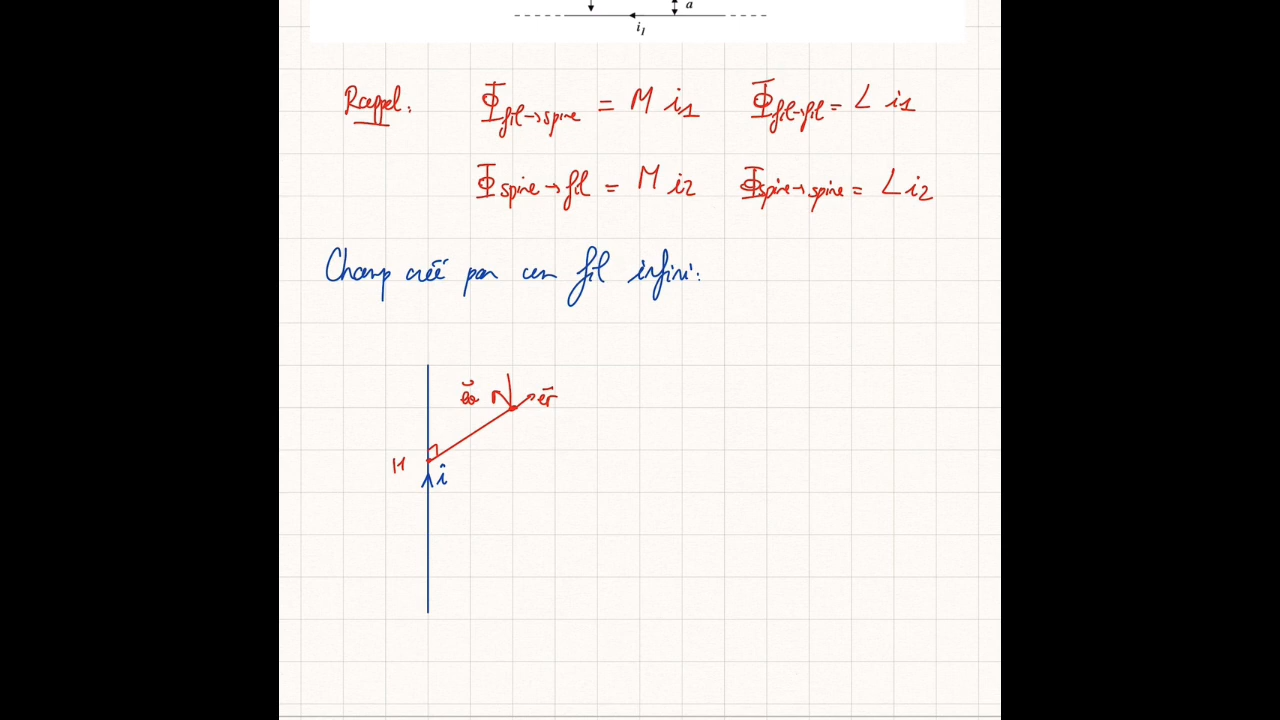 a
i₁
Rappel: Φfil→spire = M i₁ Φfil→fil = L i₁
Φspire→fil = M i₂ Φspire→spire = L i₂
Champ créé par un fil infini:
eθ er
H
i